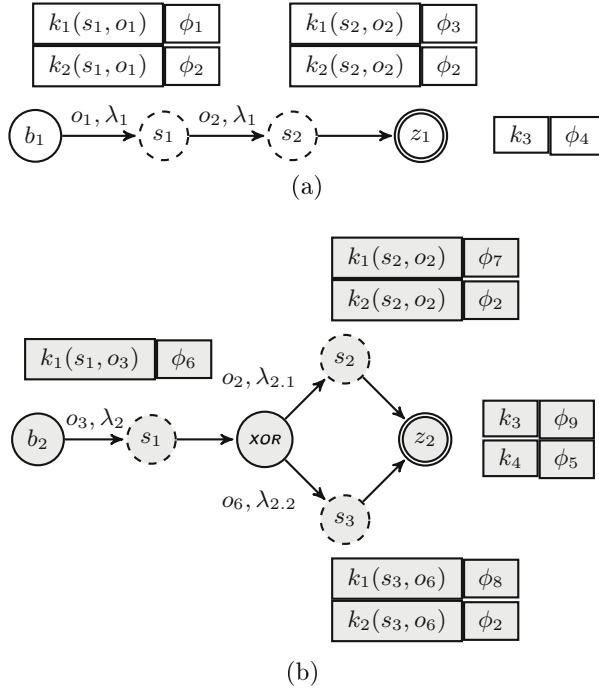 k₁(s₁, o₁) ϕ₁ k₁(s₂, o₂) ϕ₃
k₂(s₁, o₁) ϕ₂ k₂(s₂, o₂) ϕ₂
b₁ o₁, λ₁ s₁ o₂, λ₁ s₂ z₁ k₃ ϕ₄
(a)
k₁(s₂, o₂) ϕ₇
k₂(s₂, o₂) ϕ₂
k₁(s₁, o₃) ϕ₆
s₂
o₂, λ₂.₁
b₂ o₃, λ₂ s₁ XOR z₂
k₃ ϕ₉
k₄ ϕ₅
o₆, λ₂.₂
s₃
k₁(s₃, o₆) ϕ₈
k₂(s₃, o₆) ϕ₂
(b)